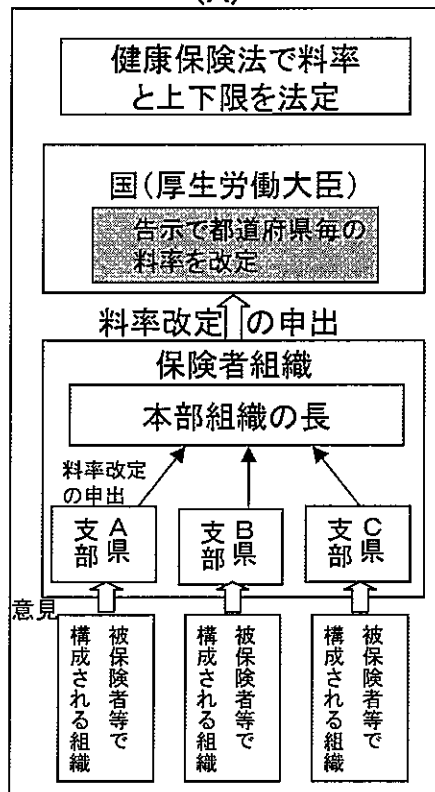 (A)
健康保険法で料率
と上下限を法定
国(厚生労働大臣)
告示で都道府県毎の
料率を改定
料率改定の申出
保険者組織
本部組織の長
料率改定
の申出
A県
支部
B県
支部
C県
支部
意見
被保険者等で
構成される組織
被保険者等で
構成される組織
被保険者等で
構成される組織